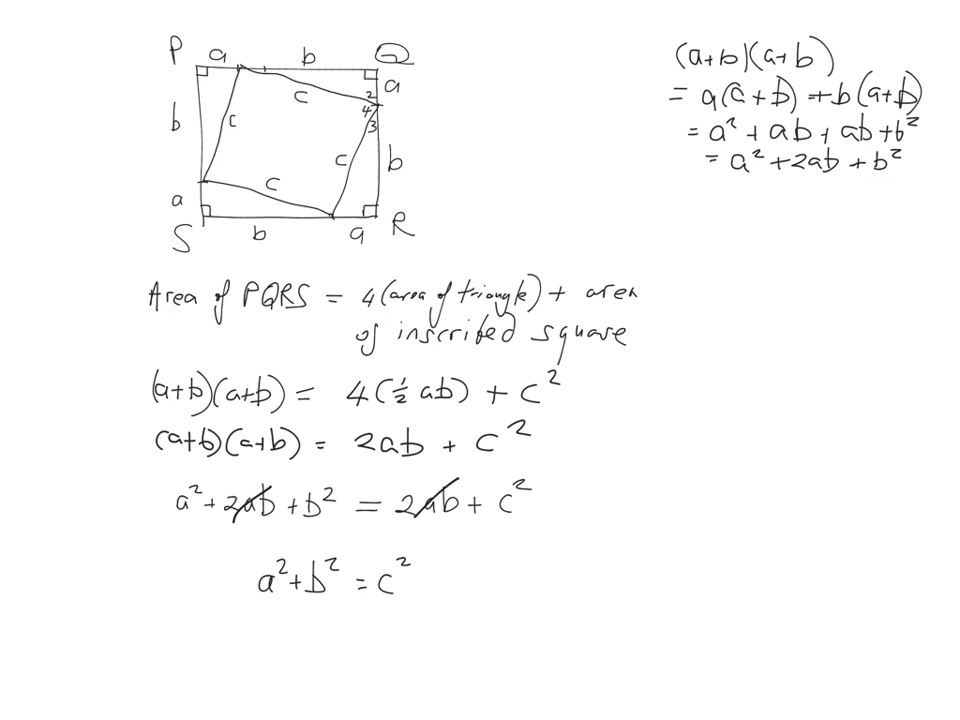 P a b Q
a
c
2
b c 4
3
c b
c
a
S b a R
(a+b)(a+b)
= a(a+b) + b(a+b)
= a² + ab + ab + b²
= a² + 2ab + b²
Area of PQRS = 4(area of triangle) + area
of inscribed square
(a+b)(a+b) = 4(½ ab) + c²
(a+b)(a+b) = 2ab + c²
a² + 2ab + b² = 2ab + c²
a² + b² = c²